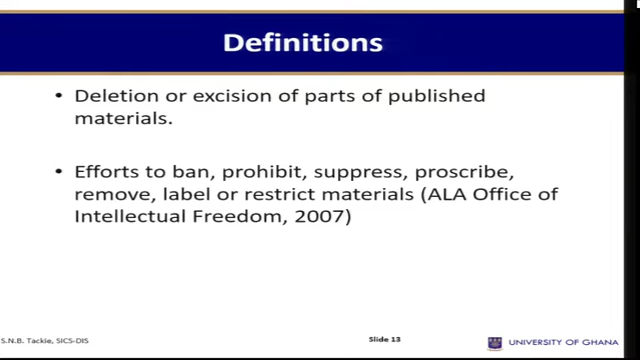 Definitions
• Deletion or excision of parts of published
materials.
• Efforts to ban, prohibit, suppress, proscribe,
remove, label or restrict materials (ALA Office of
Intellectual Freedom, 2007)
S.N.B. Tackie, SICS-DIS
Slide 13
UNIVERSITY OF GHANA